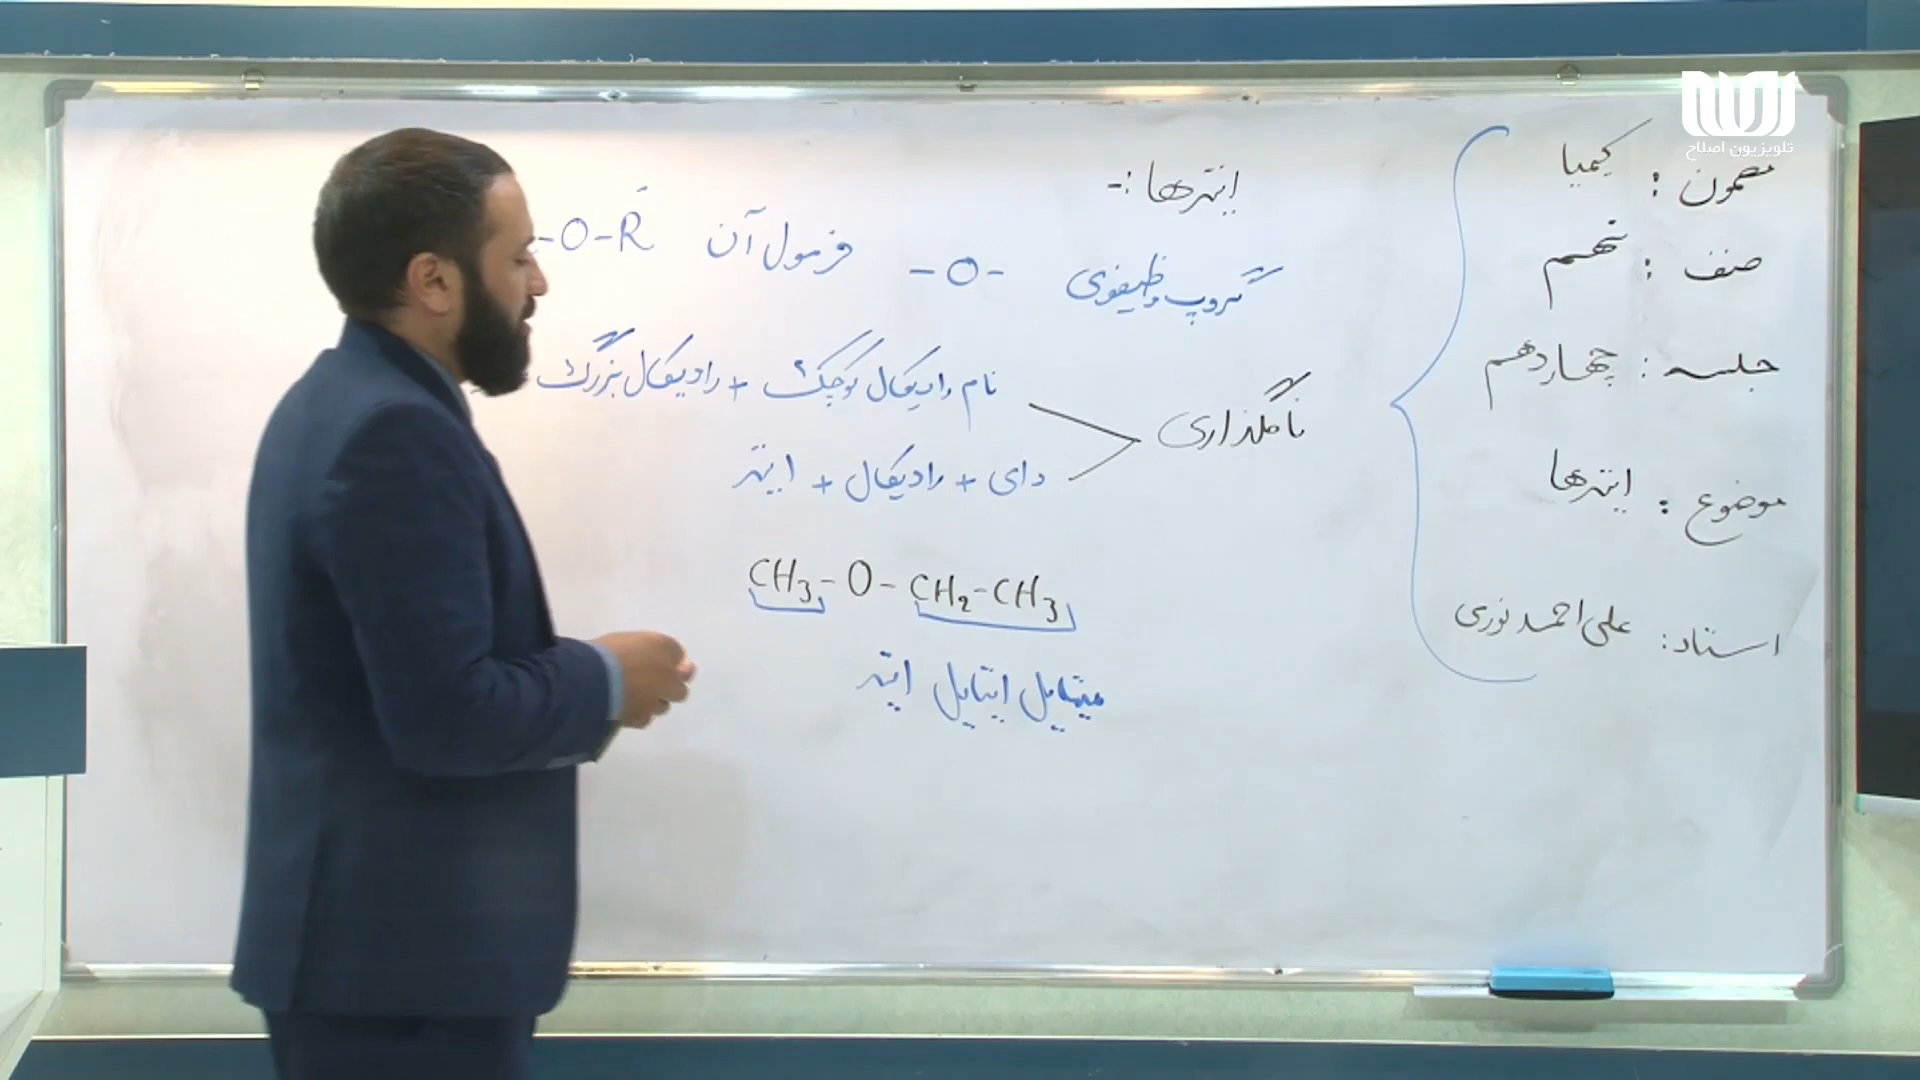 تلویزیون اصلاح
مضمون : کیمیا
صنف : نهم
جلسه : چهاردهم
موضوع : ایترها
استاد : علی احمد نوری
ایترها :-
گروپ وظیفوی -O- فرمول آن -O-R
نامگذاری
نام رادیکال کوچک + رادیکال بزرگ
دای + رادیکال + ایتر
CH3-O-CH2-CH3
میتایل ایتایل ایتر